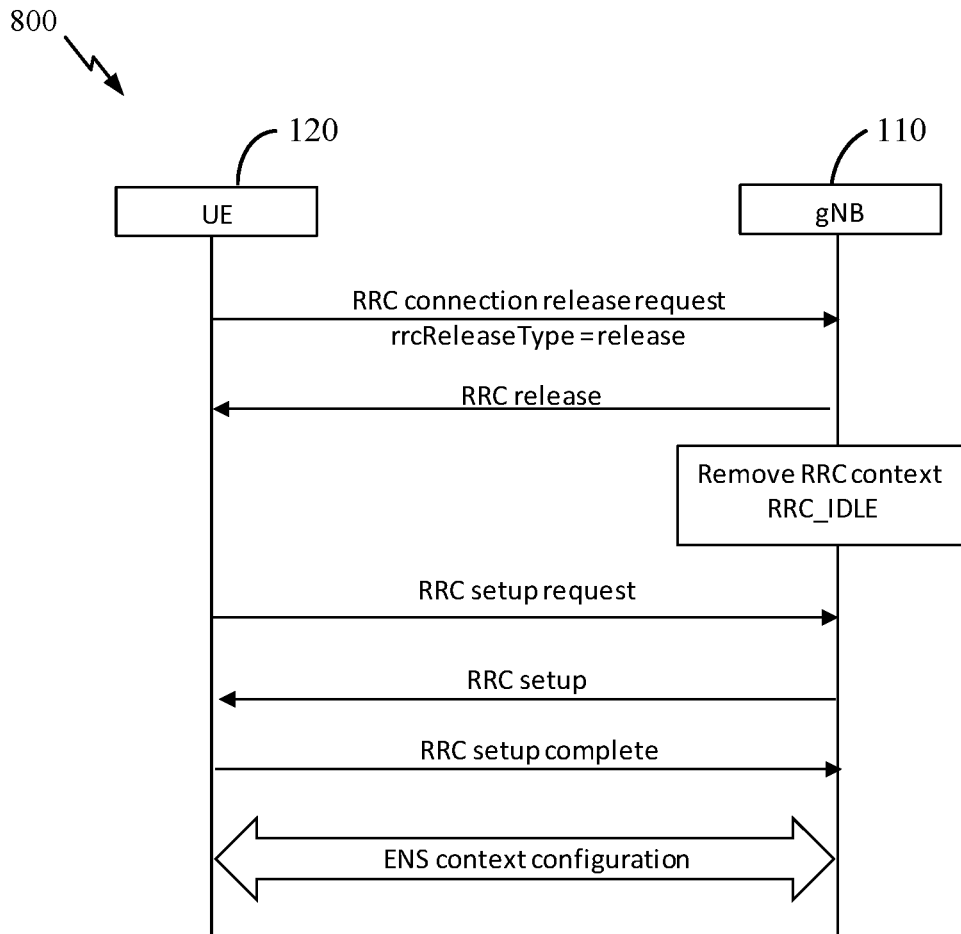 800
120
110
UE
gNB
RRC connection release request
rrcReleaseType = release
RRC release
Remove RRC context
RRC_IDLE
RRC setup request
RRC setup
RRC setup complete
ENS context configuration